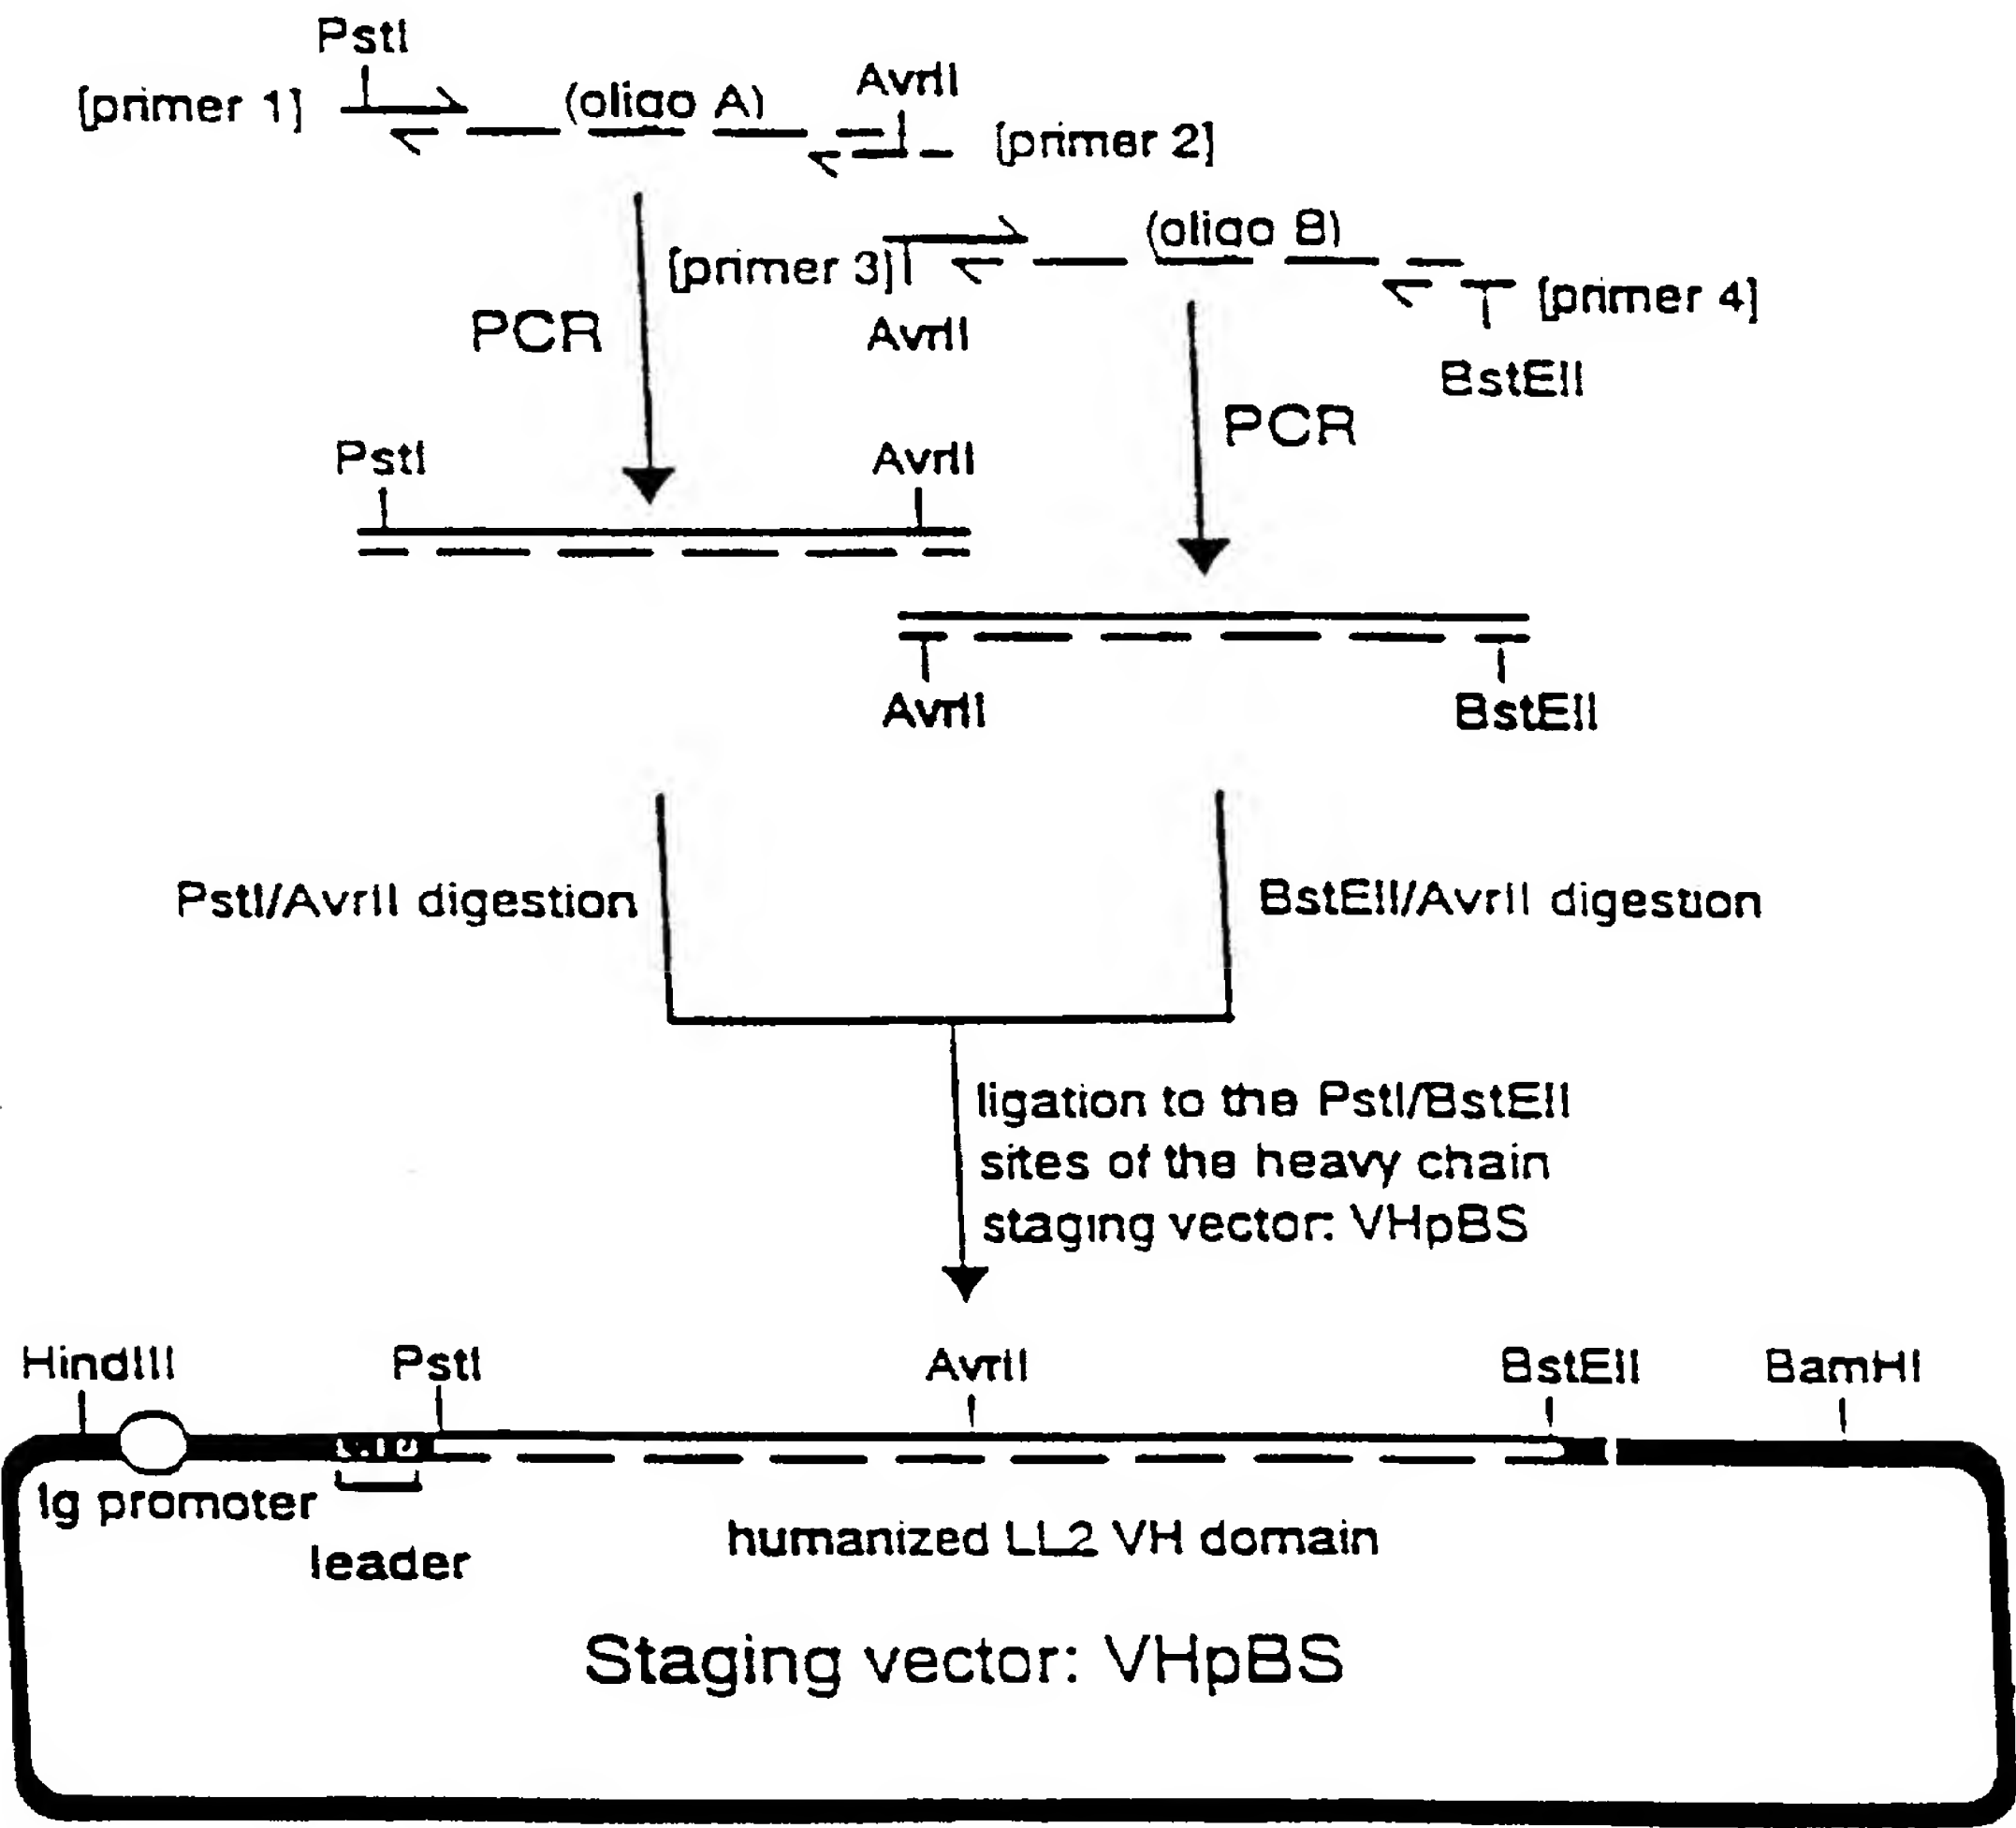 PstI
[primer 1]
(oligo A)
AvrII
[primer 2]
(oligo B)
[primer 3]
[primer 4]
PCR
AvrII
BstEII
PCR
PstI
AvrII
AvrII
BstEII
PstI/AvrII digestion
BstEII/AvrII digestion
ligation to the PstI/BstEII
sites of the heavy chain
staging vector: VHpBS
HindIII
PstI
AvrII
BstEII
BamHI
Ig promoter
leader
humanized LL2 VH domain
Staging vector: VHpBS